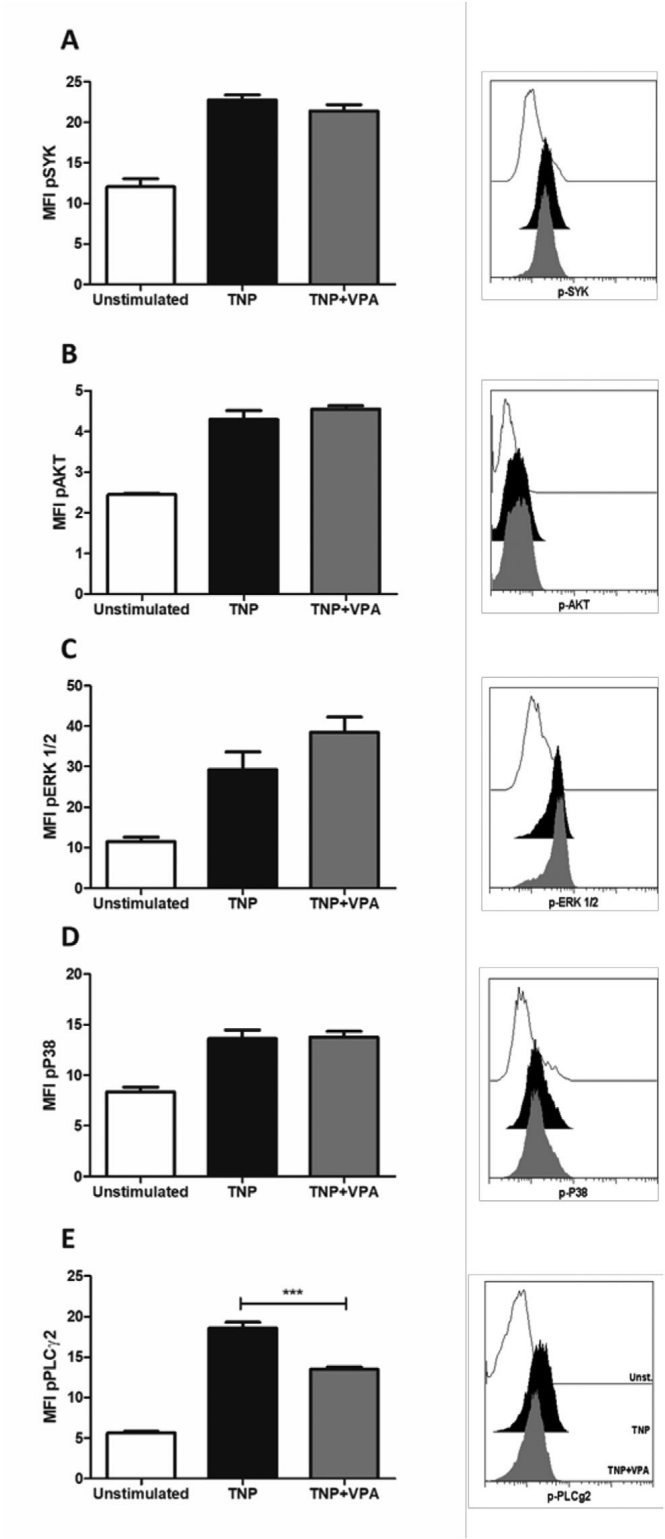 A
25
20
15
10
5
0
MFI pSYK
Unstimulated TNP TNP+VPA
p-SYK
B
5
4
3
2
1
0
MFI pAKT
Unstimulated TNP TNP+VPA
p-AKT
C
50
40
30
20
10
0
MFI pERK 1/2
Unstimulated TNP TNP+VPA
p-ERK 1/2
D
20
15
10
5
0
MFI pP38
Unstimulated TNP TNP+VPA
p-P38
E
25
20
15
10
5
0
MFI pPLCγ2
***
Unstimulated TNP TNP+VPA
Unst.
TNP
TNP+VPA
p-PLCg2